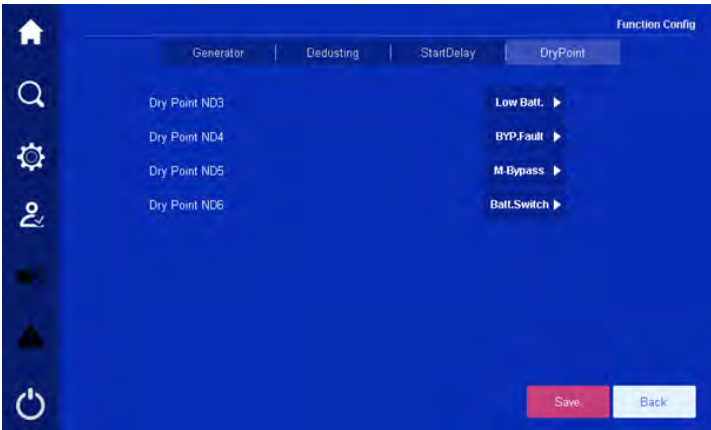 Function Config
Generator | Dedusting | StartDelay | DryPoint
Dry Point ND3 Low Batt.
Dry Point ND4 BYP.Fault
Dry Point ND5 M-Bypass
Dry Point ND6 Batt.Switch
Save Back